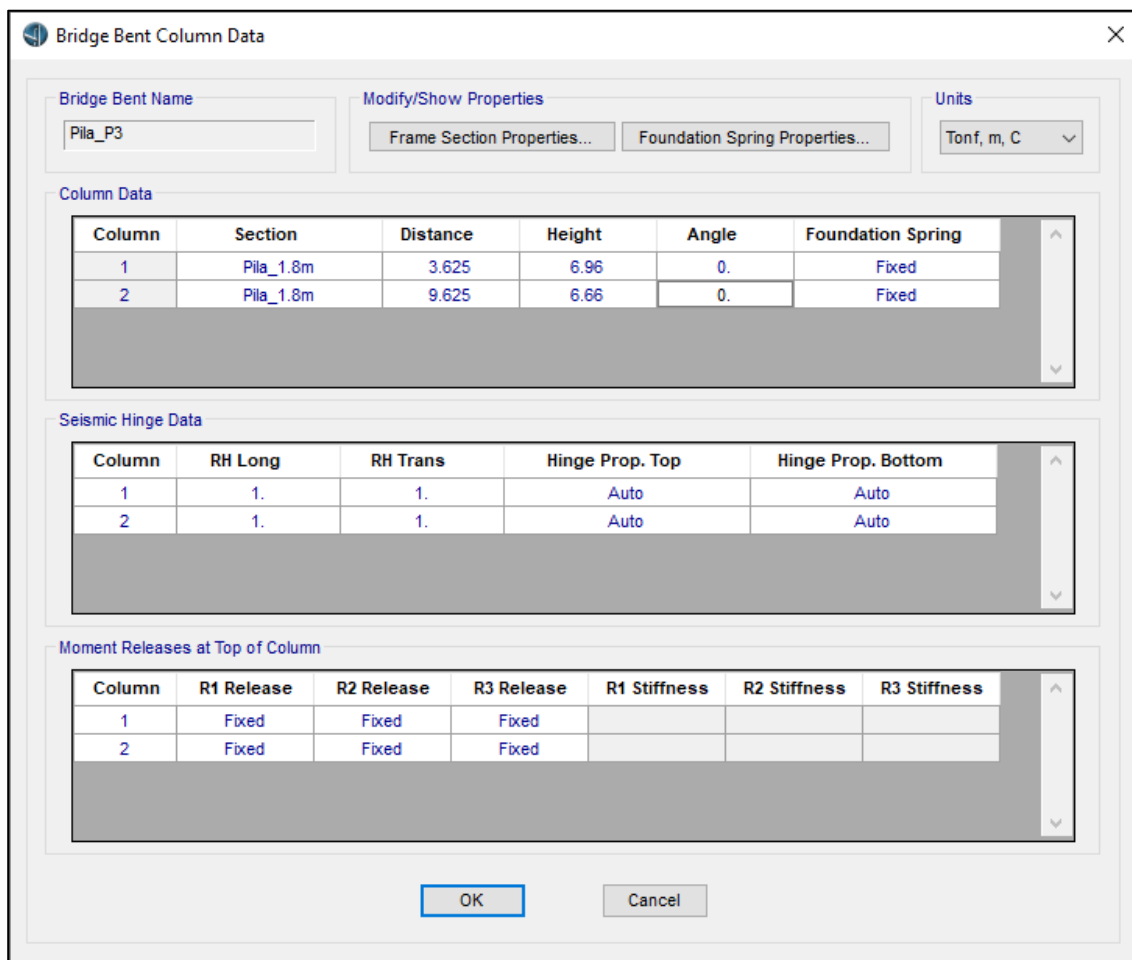 Bridge Bent Column Data
Bridge Bent Name Modify/Show Properties Units
Pila_P3 Frame Section Properties... Foundation Spring Properties... Tonf, m, C
Column Data
Column Section Distance Height Angle Foundation Spring
1 Pila_1.8m 3.625 6.96 0. Fixed
2 Pila_1.8m 9.625 6.66 0. Fixed
Seismic Hinge Data
Column RH Long RH Trans Hinge Prop. Top Hinge Prop. Bottom
1 1. 1. Auto Auto
2 1. 1. Auto Auto
Moment Releases at Top of Column
Column R1 Release R2 Release R3 Release R1 Stiffness R2 Stiffness R3 Stiffness
1 Fixed Fixed Fixed
2 Fixed Fixed Fixed
OK Cancel